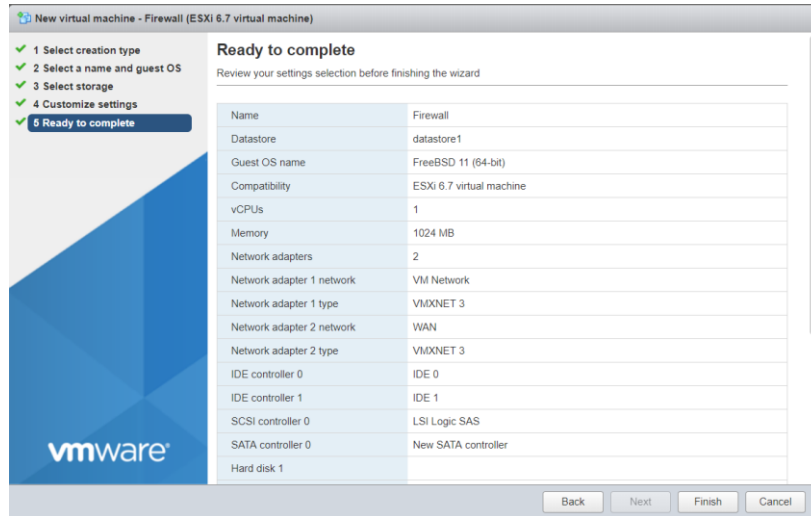 New virtual machine - Firewall (ESXi 6.7 virtual machine)
1 Select creation type
2 Select a name and guest OS
3 Select storage
4 Customize settings
5 Ready to complete
vmware®
Ready to complete
Review your settings selection before finishing the wizard
Name Firewall
Datastore datastore1
Guest OS name FreeBSD 11 (64-bit)
Compatibility ESXi 6.7 virtual machine
vCPUs 1
Memory 1024 MB
Network adapters 2
Network adapter 1 network VM Network
Network adapter 1 type VMXNET 3
Network adapter 2 network WAN
Network adapter 2 type VMXNET 3
IDE controller 0 IDE 0
IDE controller 1 IDE 1
SCSI controller 0 LSI Logic SAS
SATA controller 0 New SATA controller
Hard disk 1
Back Next Finish Cancel